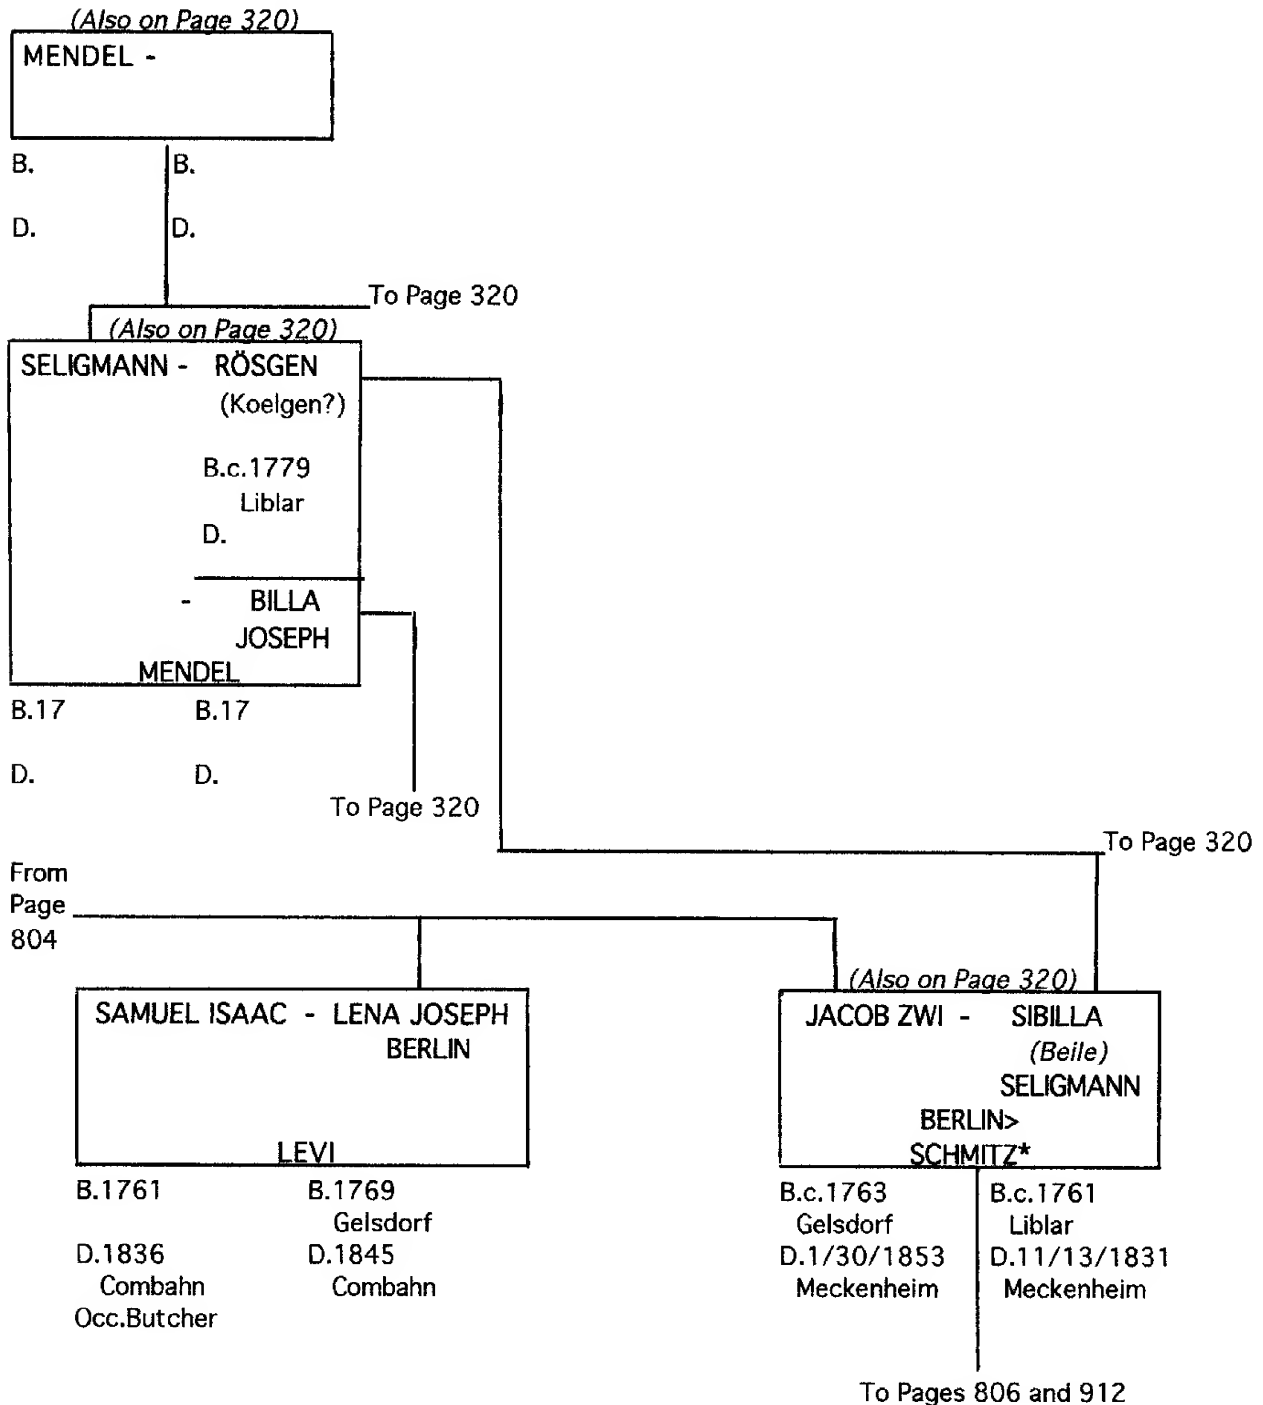 (Also on Page 320)
MENDEL -
B. B.
D. D.
To Page 320
(Also on Page 320)
SELIGMANN - RÖSGEN
(Koelgen?)
B.c.1779
Liblar
D.
- BILLA
JOSEPH
MENDEL
B.17 B.17
D. D.
To Page 320
To Page 320
From
Page
804
SAMUEL ISAAC - LENA JOSEPH
BERLIN
LEVI
B.1761 B.1769
Gelsdorf
D.1836 D.1845
Combahn Combahn
Occ.Butcher
(Also on Page 320)
JACOB ZWI - SIBILLA
(Beile)
SELIGMANN
BERLIN>
SCHMITZ*
B.c.1763 B.c.1761
Gelsdorf Liblar
D.1/30/1853 D.11/13/1831
Meckenheim Meckenheim
To Pages 806 and 912